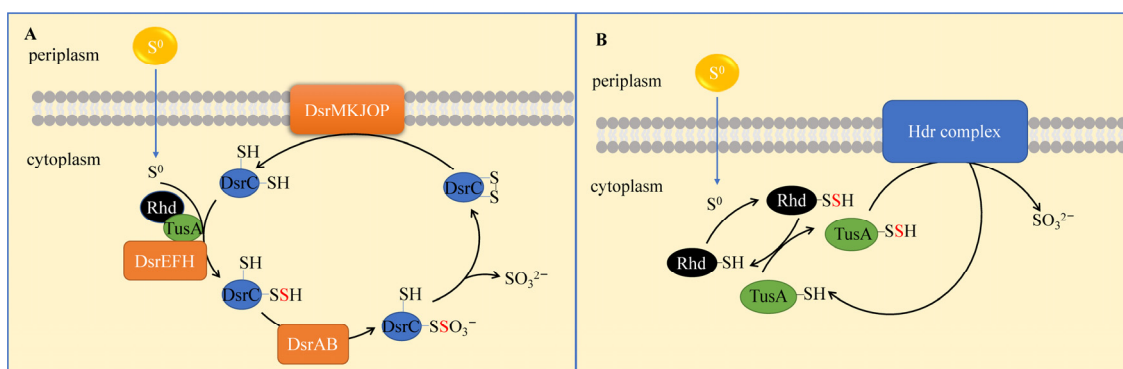 A
periplasm
S⁰
DsrMKJOP
cytoplasm
S⁰
Rhd
TusA
DsrEFH
SH
DsrC
SH
S
DsrC
S
SH
DsrC
SSH
DsrAB
SH
DsrC
SSO₃⁻
SO₃²⁻
B
periplasm
S⁰
Hdr complex
cytoplasm
S⁰
Rhd
SSH
TusA
SSH
SO₃²⁻
Rhd
SH
TusA
SH